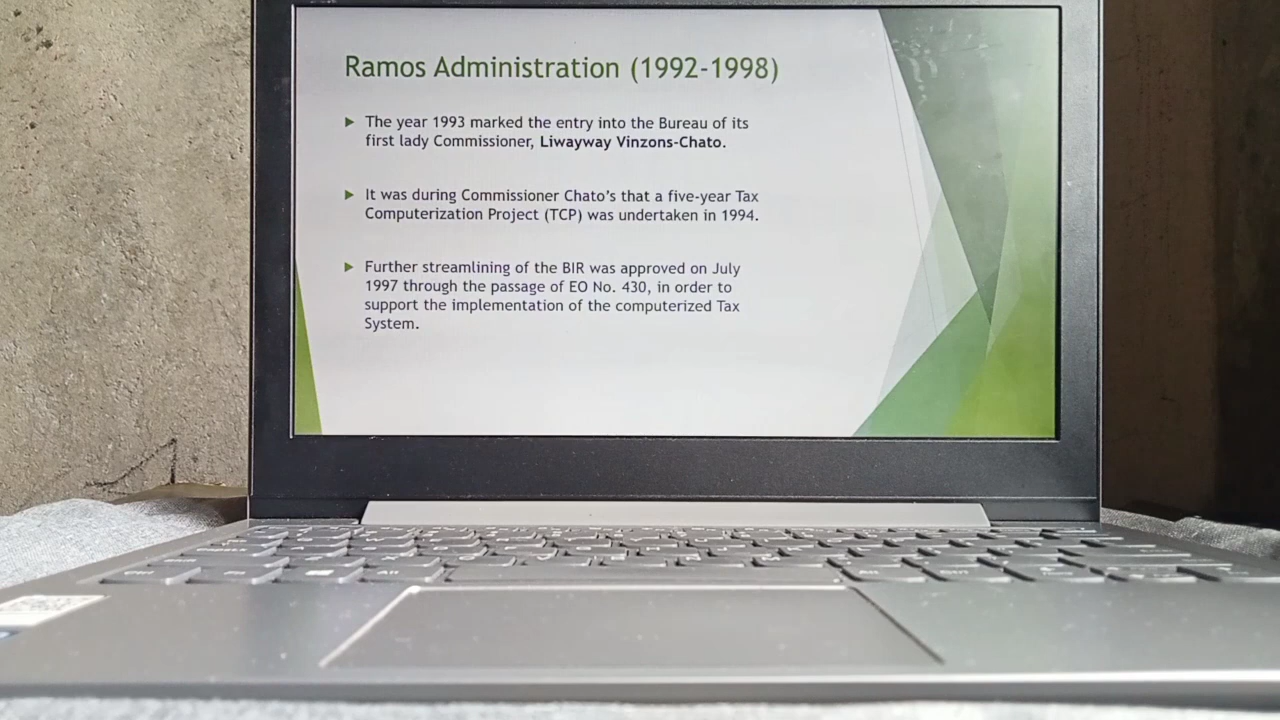 Ramos Administration (1992-1998)
The year 1993 marked the entry into the Bureau of its
first lady Commissioner, Liwayway Vinzons-Chato.
It was during Commissioner Chato's that a five-year Tax
Computerization Project (TCP) was undertaken in 1994.
Further streamlining of the BIR was approved on July
1997 through the passage of EO No. 430, in order to
support the implementation of the computerized Tax
System.